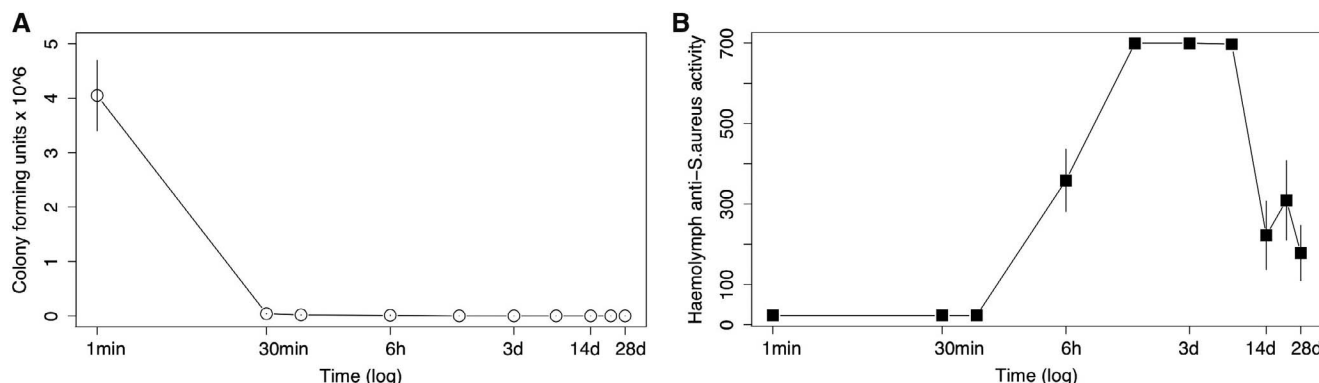 A
Colony forming units x 10^6
5
4
3
2
1
0
1min
30min
6h
3d
14d
28d
Time (log)
B
Haemolymph anti−S.aureus activity
700
500
300
100
0
1min
30min
6h
3d
14d
28d
Time (log)